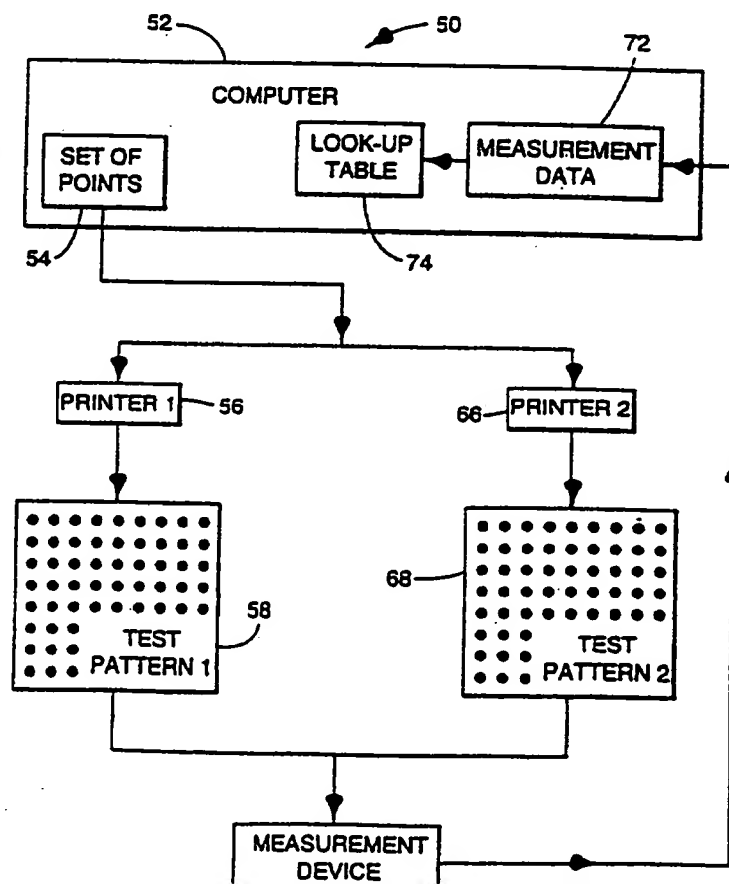 52
50
72
COMPUTER
SET OF
POINTS
LOOK-UP
TABLE
MEASUREMENT
DATA
54
74
PRINTER 1
56
66
PRINTER 2
TEST
PATTERN 1
58
68
TEST
PATTERN 2
MEASUREMENT
DEVICE